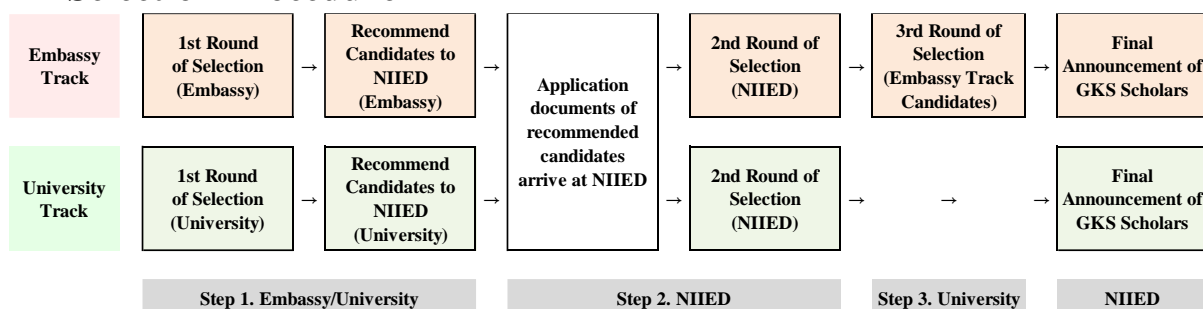 Embassy
Track
1st Round
of Selection
(Embassy)
→
Recommend
Candidates to
NIIED
(Embassy)
→
Application
documents of
recommended
candidates
arrive at NIIED
→
2nd Round of
Selection
(NIIED)
→
3rd Round of
Selection
(Embassy Track
Candidates)
→
Final
Announcement of
GKS Scholars
University
Track
1st Round
of Selection
(University)
→
Recommend
Candidates to
NIIED
(University)
→
→
2nd Round of
Selection
(NIIED)
→
→
→
Final
Announcement of
GKS Scholars
Step 1. Embassy/University
Step 2. NIIED
Step 3. University
NIIED